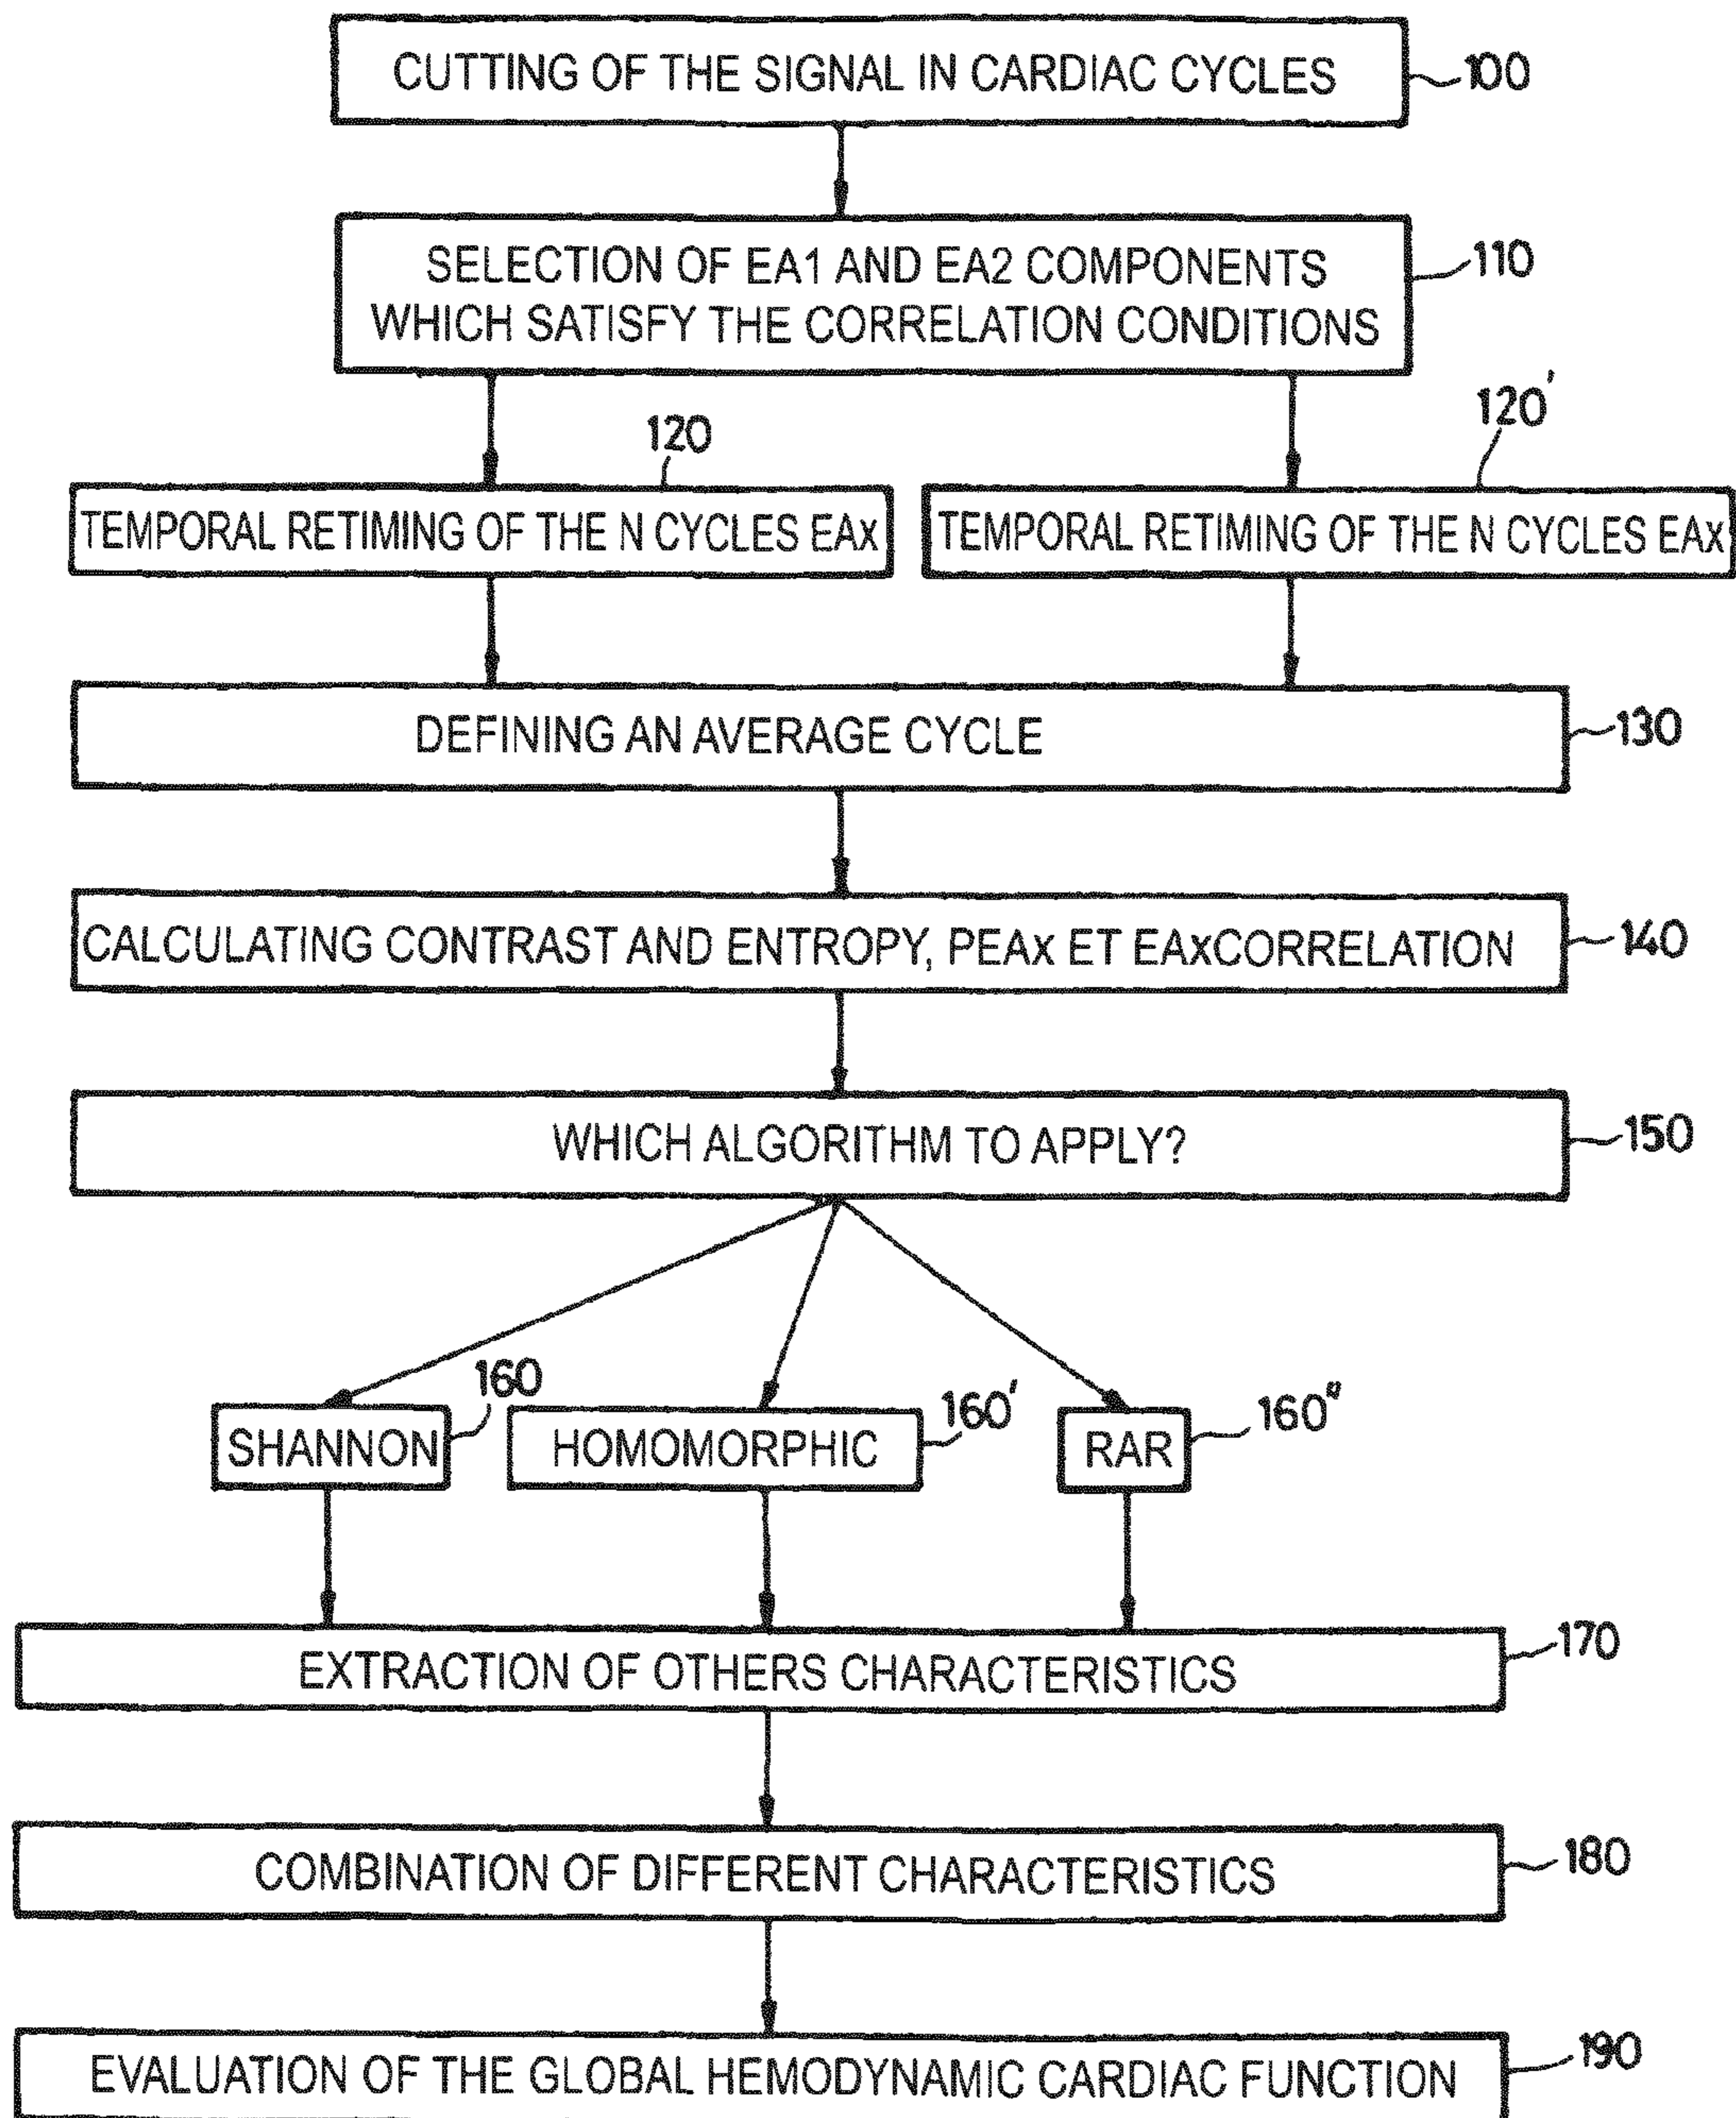 CUTTING OF THE SIGNAL IN CARDIAC CYCLES
100
SELECTION OF EA1 AND EA2 COMPONENTS
WHICH SATISFY THE CORRELATION CONDITIONS
110
120
120'
TEMPORAL RETIMING OF THE N CYCLES EAx
TEMPORAL RETIMING OF THE N CYCLES EAx
DEFINING AN AVERAGE CYCLE
130
CALCULATING CONTRAST AND ENTROPY, PEAx ET EAxCORRELATION
140
WHICH ALGORITHM TO APPLY?
150
SHANNON
160
HOMOMORPHIC
160'
RAR
160"
EXTRACTION OF OTHERS CHARACTERISTICS
170
COMBINATION OF DIFFERENT CHARACTERISTICS
180
EVALUATION OF THE GLOBAL HEMODYNAMIC CARDIAC FUNCTION
190